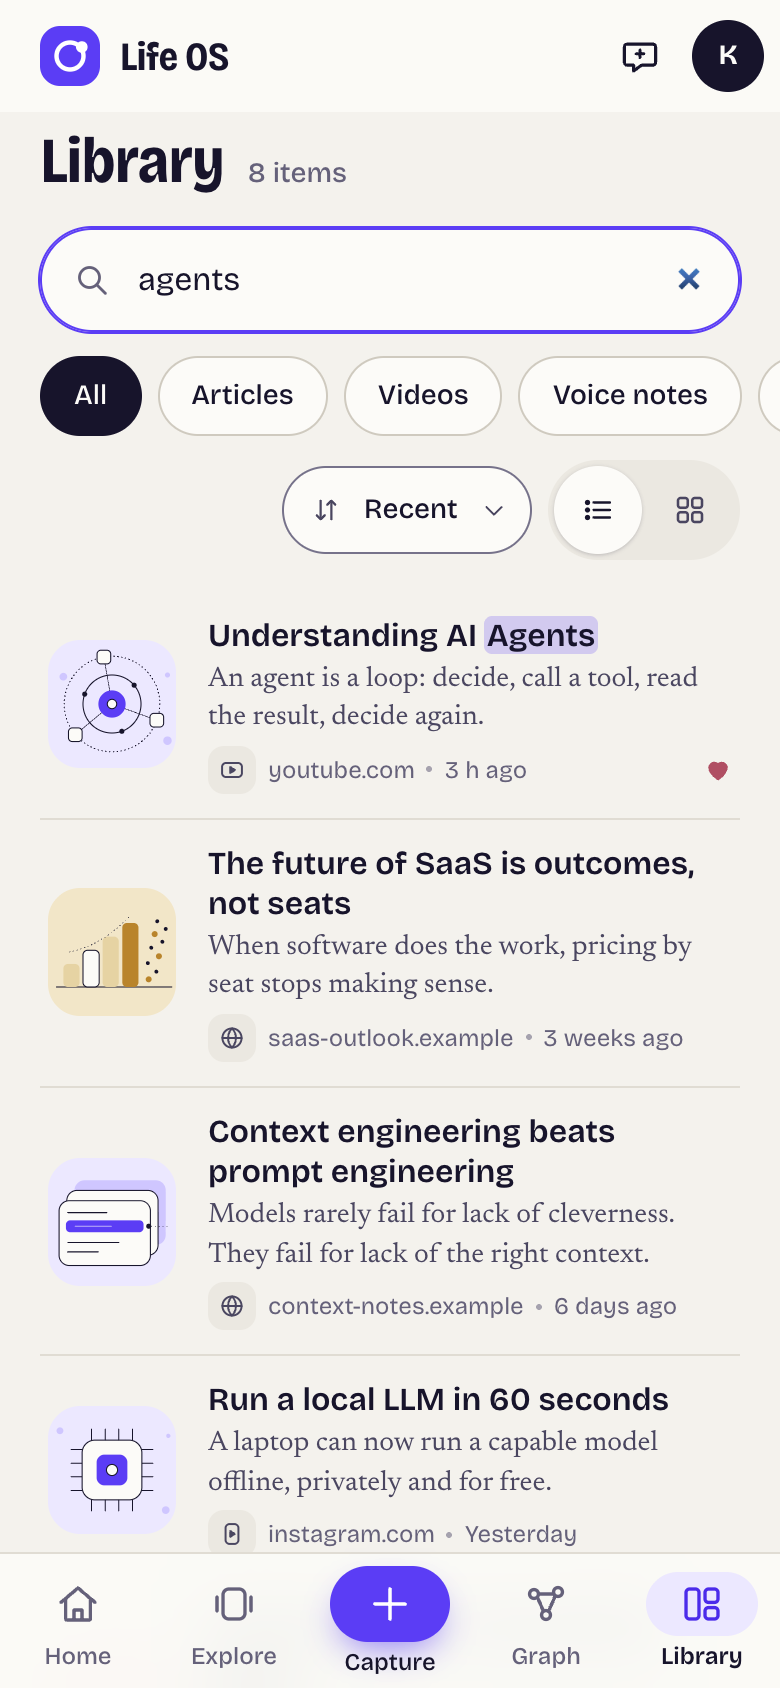 Life OS
K
Library 8 items
agents
All Articles Videos Voice notes
Recent
Understanding AI Agents
An agent is a loop: decide, call a tool, read
the result, decide again.
youtube.com • 3 h ago
The future of SaaS is outcomes,
not seats
When software does the work, pricing by
seat stops making sense.
saas-outlook.example • 3 weeks ago
Context engineering beats
prompt engineering
Models rarely fail for lack of cleverness.
They fail for lack of the right context.
context-notes.example • 6 days ago
Run a local LLM in 60 seconds
A laptop can now run a capable model
offline, privately and for free.
instagram.com • Yesterday
Home Explore Capture Graph Library